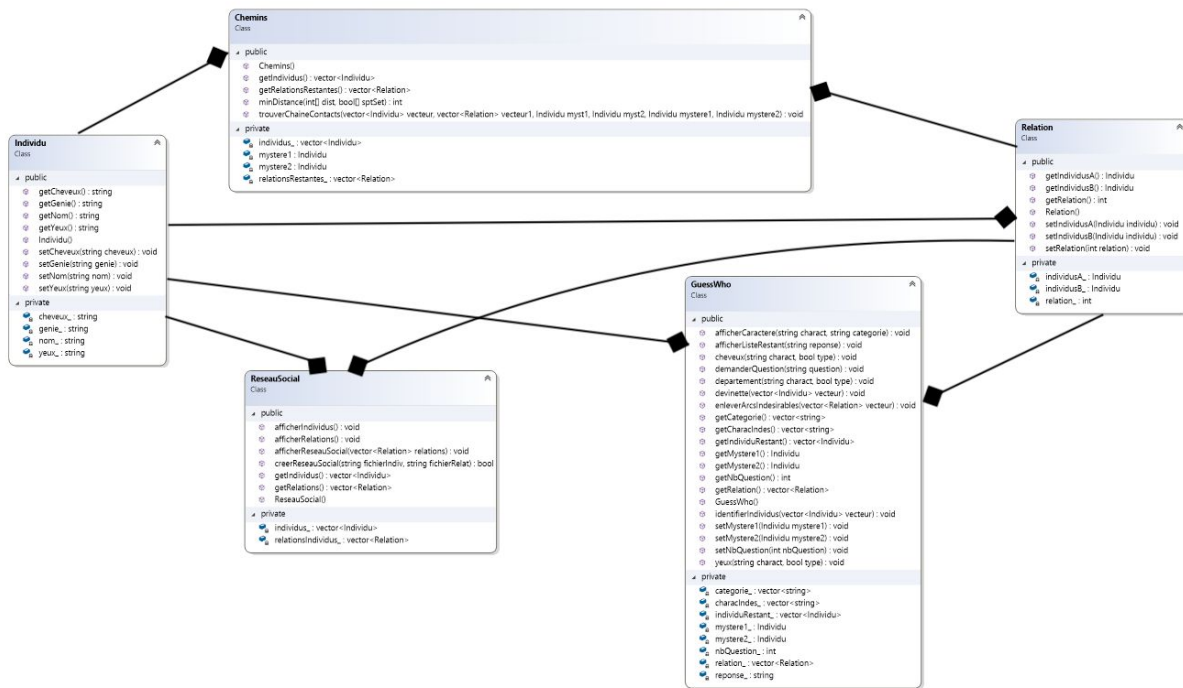 Chemins
Class
public
Chemins()
getIndividus() : vector<Individu>
getRelationsRestantes() : vector<Relation>
minDistance(int[] dist, bool[] sptSet) : int
trouverChaineContacts(vector<Individu> vecteur, vector<Relation> vecteur1, Individu myst1, Individu myst2, Individu mystere1, Individu mystere2) : void
private
individus_ : vector<Individu>
mystere1 : Individu
mystere2 : Individu
relationsRestantes_ : vector<Relation>
Individu
Class
public
getCheveux() : string
getGenie() : string
getNom() : string
getYeux() : string
Individu()
setCheveux(string cheveux) : void
setGenie(string genie) : void
setNom(string nom) : void
setYeux(string yeux) : void
private
cheveux_ : string
genie_ : string
nom_ : string
yeux_ : string
Relation
Class
public
getIndividusA() : Individu
getIndividusB() : Individu
getRelation() : int
Relation()
setIndividusA(Individu individu) : void
setIndividusB(Individu individu) : void
setRelation(int relation) : void
private
individusA_ : Individu
individusB_ : Individu
relation_ : int
ReseauSocial
Class
public
afficherIndividus() : void
afficherRelations() : void
afficherReseauSocial(vector<Relation> relations) : void
creerReseauSocial(string fichierIndiv, string fichierRelat) : bool
getIndividus() : vector<Individu>
getRelations() : vector<Relation>
ReseauSocial()
private
individus_ : vector<Individu>
relationsIndividus_ : vector<Relation>
GuessWho
Class
public
afficherCaractere(string charact, string categorie) : void
afficherListeRestant(string reponse) : void
cheveux(string charact, bool type) : void
demanderQuestion(string question) : void
departement(string charact, bool type) : void
devinette(vector<Individu> vecteur) : void
enleverArcsIndesirables(vector<Relation> vecteur) : void
getCategorie() : vector<string>
getCharacIndes() : vector<string>
getIndividuRestant() : vector<Individu>
getMystere1() : Individu
getMystere2() : Individu
getNbQuestion() : int
getRelation() : vector<Relation>
GuessWho()
identifierIndividus(vector<Individu> vecteur) : void
setMystere1(Individu mystere1) : void
setMystere2(Individu mystere2) : void
setNbQuestion(int nbQuestion) : void
yeux(string charact, bool type) : void
private
categorie_ : vector<string>
characIndes_ : vector<string>
individuRestant_ : vector<Individu>
mystere1_ : Individu
mystere2_ : Individu
nbQuestion_ : int
relation_ : vector<Relation>
reponse_ : string